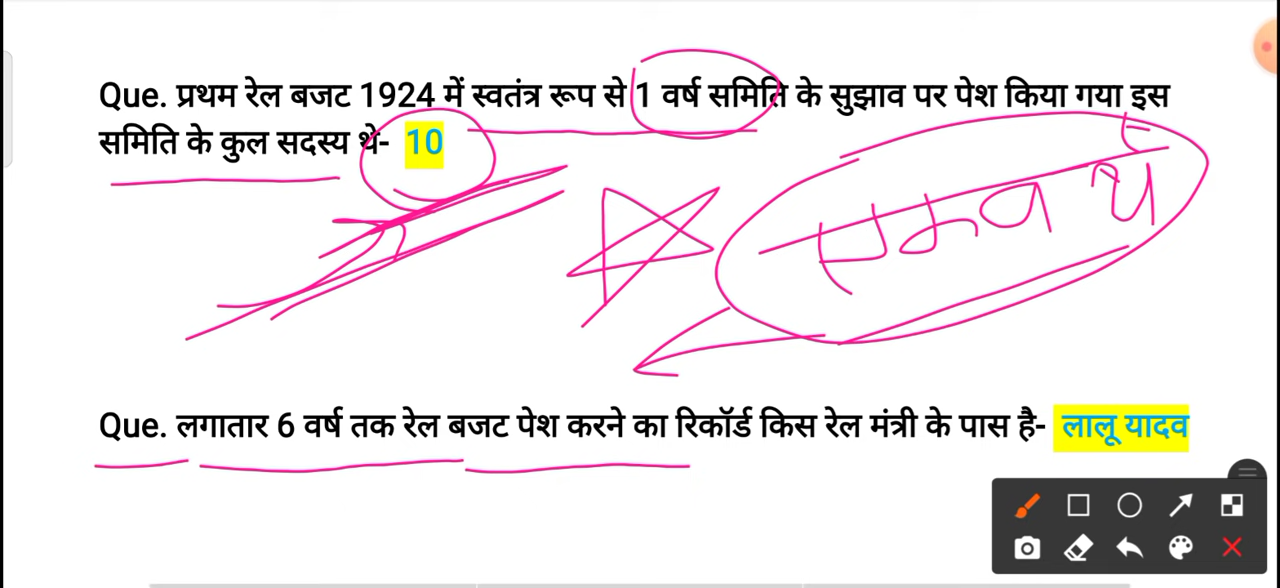 Que. प्रथम रेल बजट 1924 में स्वतंत्र रूप से 1 वर्ष समिति के सुझाव पर पेश किया गया इस
समिति के कुल सदस्य थे- 10
Que. लगातार 6 वर्ष तक रेल बजट पेश करने का रिकॉर्ड किस रेल मंत्री के पास है- लालू यादव